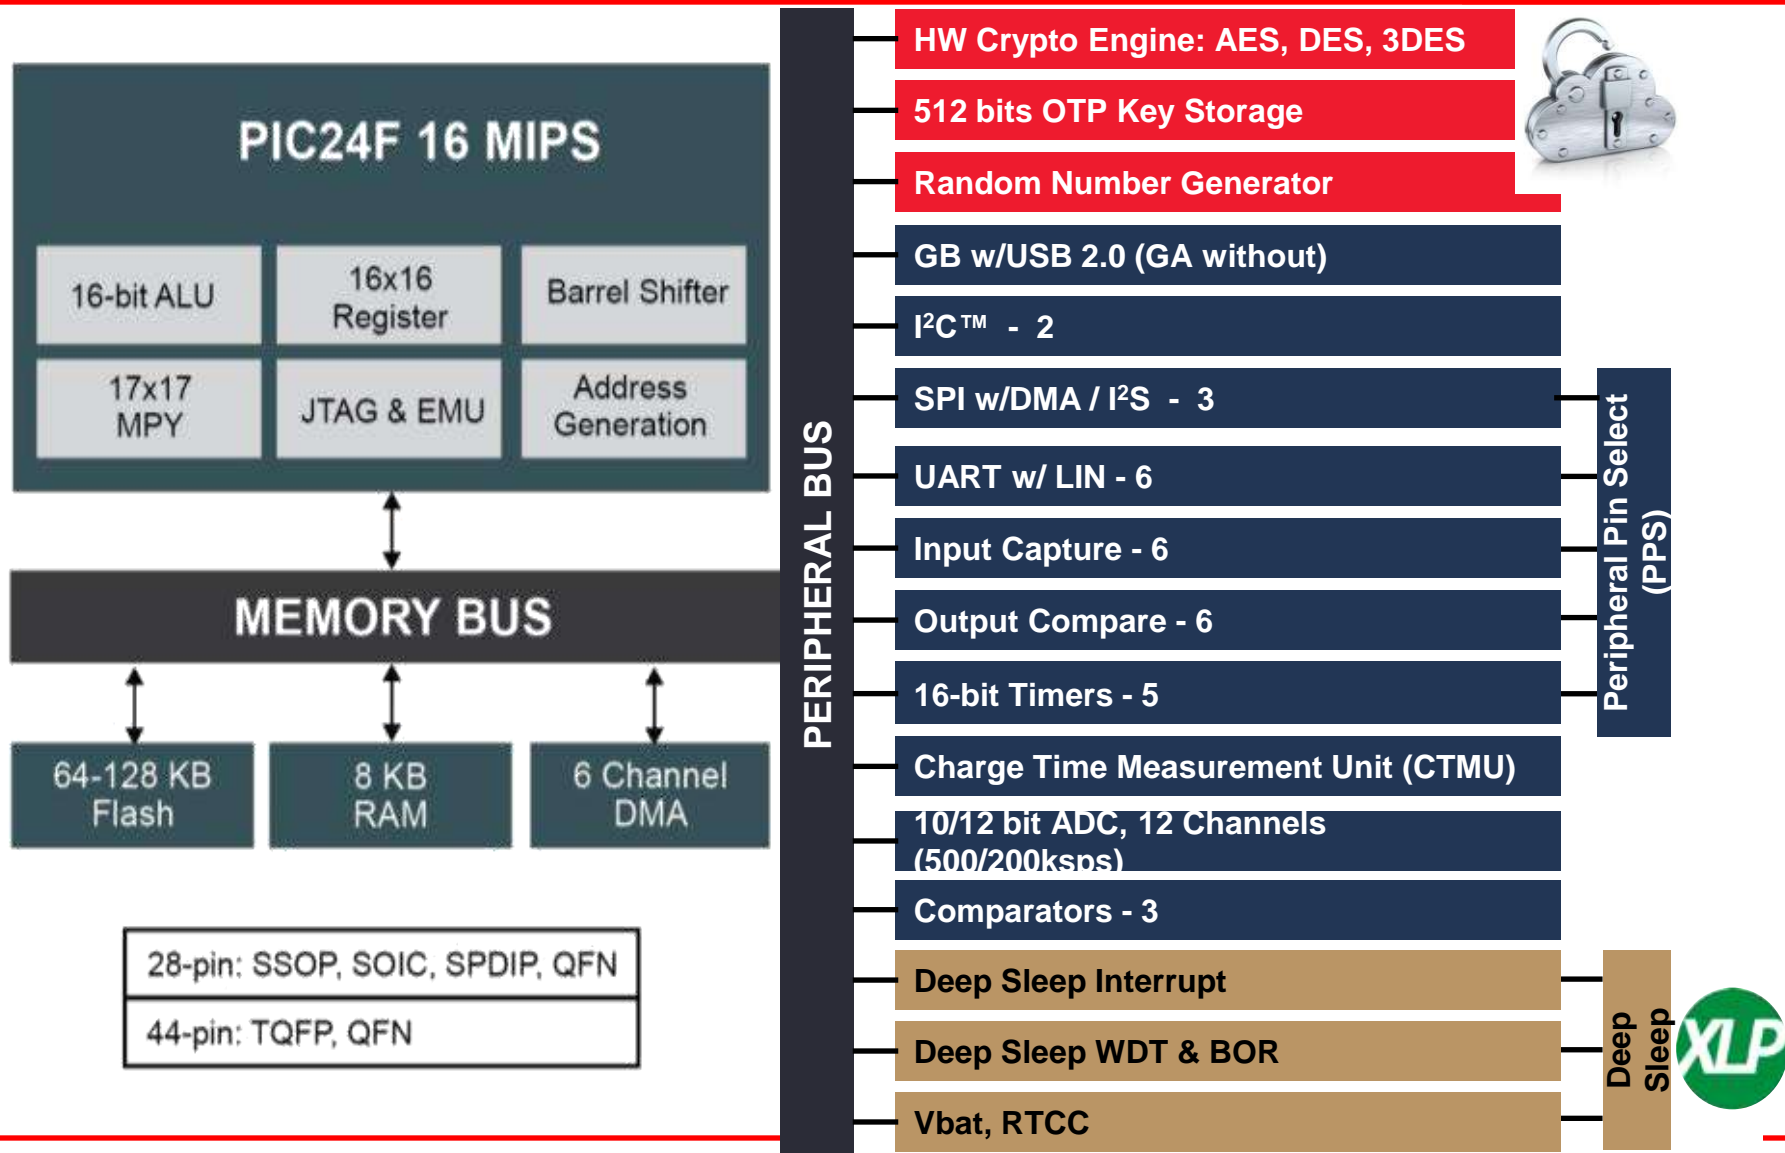 PIC24F 16 MIPS
16-bit ALU
16x16
Register
Barrel Shifter
17x17
MPY
JTAG & EMU
Address
Generation
MEMORY BUS
64-128 KB
Flash
8 KB
RAM
6 Channel
DMA
28-pin: SSOP, SOIC, SPDIP, QFN
44-pin: TQFP, QFN
PERIPHERAL BUS
HW Crypto Engine: AES, DES, 3DES
512 bits OTP Key Storage
Random Number Generator
GB w/USB 2.0 (GA without)
I²C™ - 2
SPI w/DMA / I²S - 3
UART w/ LIN - 6
Input Capture - 6
Output Compare - 6
16-bit Timers - 5
Charge Time Measurement Unit (CTMU)
10/12 bit ADC, 12 Channels
(500/200ksps)
Comparators - 3
Deep Sleep Interrupt
Deep Sleep WDT & BOR
Vbat, RTCC
Peripheral Pin Select
(PPS)
Deep
Sleep
XLP